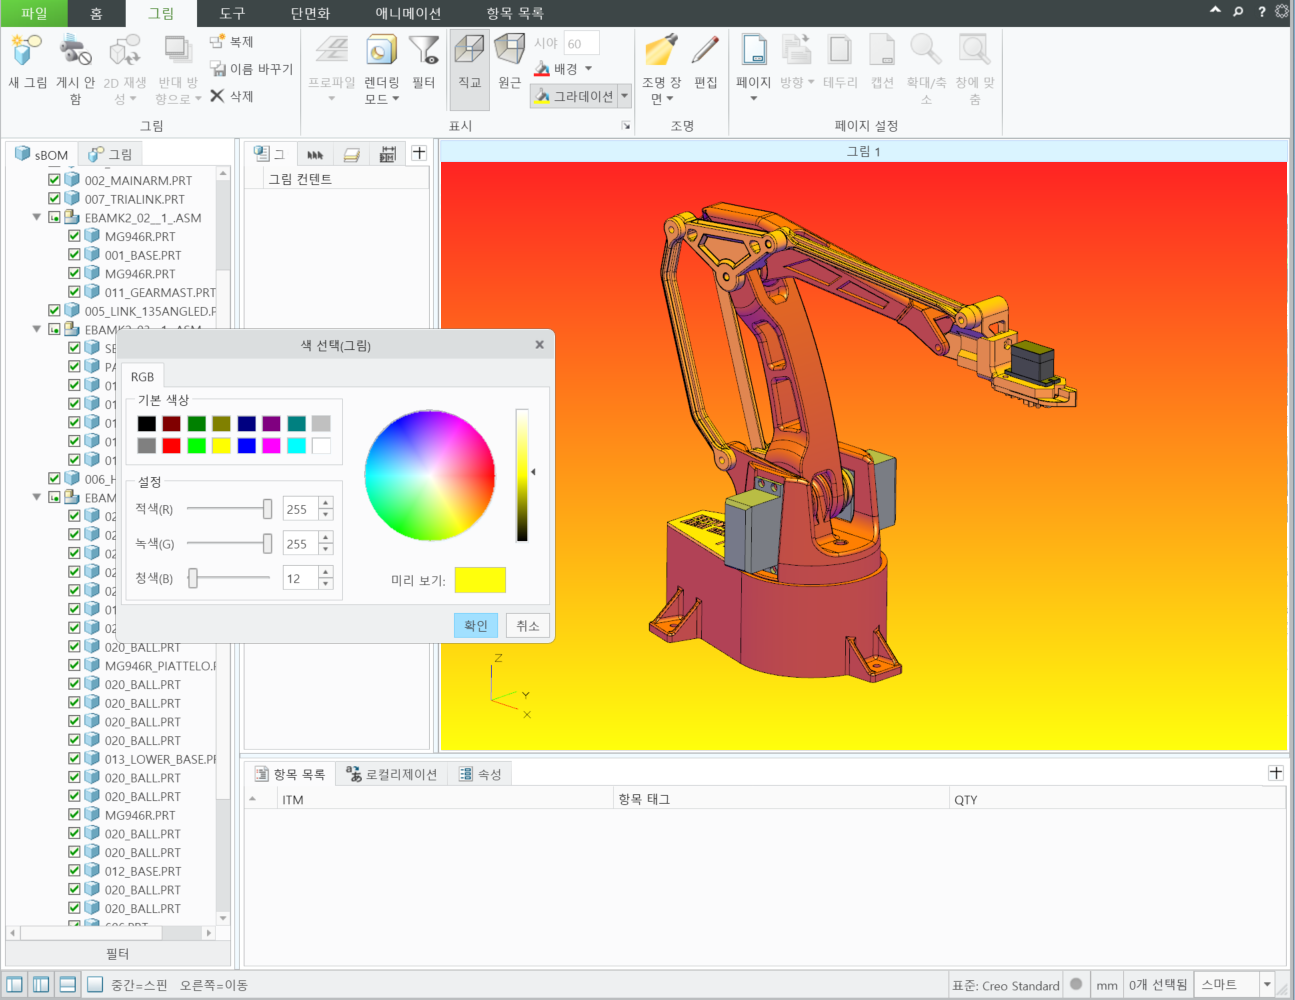 파일 홈 그림 도구 단면화 애니메이션 항목 목록 ?
새 그림 게시 안함 2D 재생성 반대 방향으로
복제
이름 바꾸기
삭제
그림
프로파일 렌더링 모드 필터 직교 원근
시야 60
배경
그라데이션
표시
조명 장면 편집
조명
페이지 방향 테두리 캡션 확대/축소 창에 맞춤
페이지 설정
sBOM 그림
002_MAINARM.PRT
007_TRIALINK.PRT
EBAMK2_02__1_.ASM
MG946R.PRT
001_BASE.PRT
MG946R.PRT
011_GEARMAST.PRT
005_LINK_135ANGLED.P
SE
PA
01
01
01
01
01
006_H
EBAM
02
02
02
02
02
01
02
020_BALL.PRT
MG946R_PIATTELO.P
020_BALL.PRT
020_BALL.PRT
020_BALL.PRT
020_BALL.PRT
013_LOWER_BASE.PR
020_BALL.PRT
020_BALL.PRT
MG946R.PRT
020_BALL.PRT
020_BALL.PRT
012_BASE.PRT
020_BALL.PRT
020_BALL.PRT
필터
그
그림 컨텐트
그림 1
색 선택(그림)
RGB
기본 색상
설정
적색(R) 255
녹색(G) 255
청색(B) 12
미리 보기:
확인 취소
Z
Y
X
항목 목록 로컬리제이션 속성
ITM 항목 태그 QTY
중간=스핀 오른쪽=이동
표준: Creo Standard mm 0개 선택됨 스마트